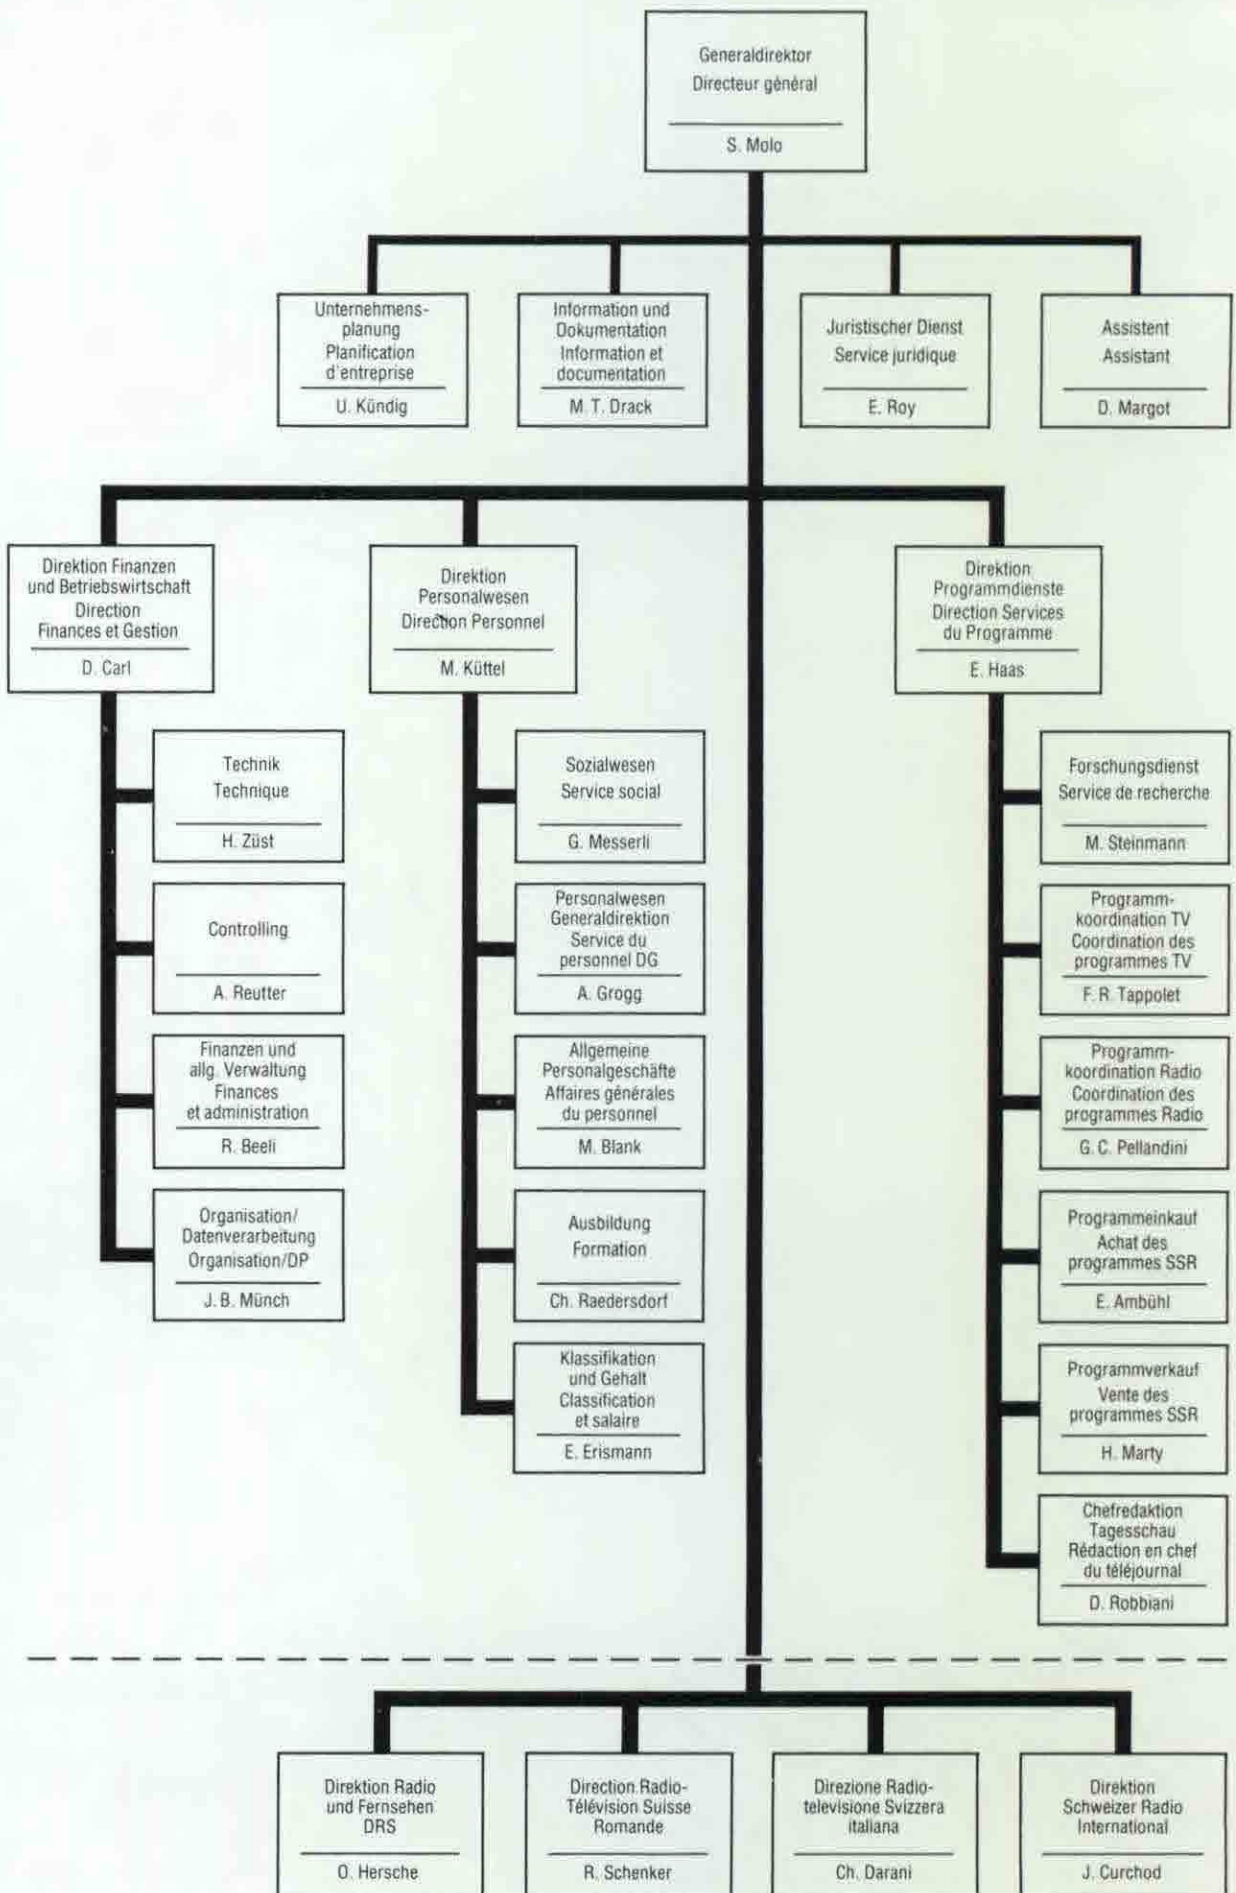 Generaldirektor
Directeur général
S. Molo
Unternehmens-
planung
Planification
d'entreprise
U. Kündig
Information und
Dokumentation
Information et
documentation
M. T. Drack
Juristischer Dienst
Service juridique
E. Roy
Assistent
Assistant
D. Margot
Direktion Finanzen
und Betriebswirtschaft
Direction
Finances et Gestion
D. Carl
Direktion
Personalwesen
Direction Personnel
M. Küttel
Direktion
Programmdienste
Direction Services
du Programme
E. Haas
Technik
Technique
H. Züst
Controlling
A. Reutter
Finanzen und
allg. Verwaltung
Finances
et administration
R. Beeli
Organisation/
Datenverarbeitung
Organisation/DP
J. B. Münch
Sozialwesen
Service social
G. Messerli
Personalwesen
Generaldirektion
Service du
personnel DG
A. Grogg
Allgemeine
Personalgeschäfte
Affaires générales
du personnel
M. Blank
Ausbildung
Formation
Ch. Raedersdorf
Klassifikation
und Gehalt
Classification
et salaire
E. Erismann
Forschungsdienst
Service de recherche
M. Steinmann
Programm-
koordination TV
Coordination des
programmes TV
F. R. Tappolet
Programm-
koordination Radio
Coordination des
programmes Radio
G. C. Pellandini
Programmeinkauf
Achat des
programmes SSR
E. Ambühl
Programmverkauf
Vente des
programmes SSR
H. Marty
Chefredaktion
Tagesschau
Rédaction en chef
du téléjournal
D. Robbiani
Direktion Radio
und Fernsehen
DRS
O. Hersche
Direction Radio-
Télévision Suisse
Romande
R. Schenker
Direzione Radio-
televisione Svizzera
italiana
Ch. Darani
Direktion
Schweizer Radio
International
J. Curchod